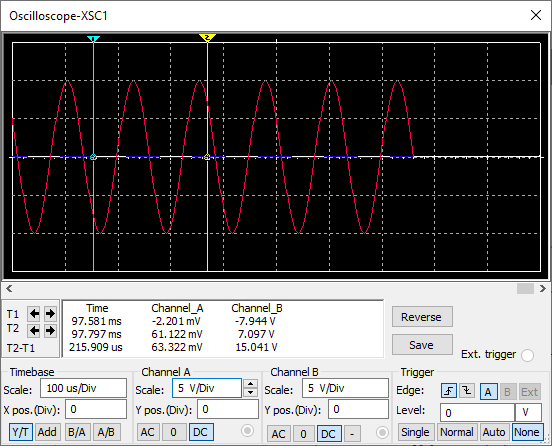 Oscilloscope-XSC1
1 2
Time Channel_A Channel_B
T1 97.581 ms -2.201 mV -7.944 V
T2 97.797 ms 61.122 mV 7.097 V
T2-T1 215.909 us 63.322 mV 15.041 V
Reverse
Save
Ext. trigger
Timebase
Scale: 100 us/Div
X pos.(Div): 0
Y/T Add B/A A/B
Channel A
Scale: 5 V/Div
Y pos.(Div): 0
AC 0 DC
Channel B
Scale: 5 V/Div
Y pos.(Div): 0
AC 0 DC -
Trigger
Edge: A B Ext
Level: 0 V
Single Normal Auto None